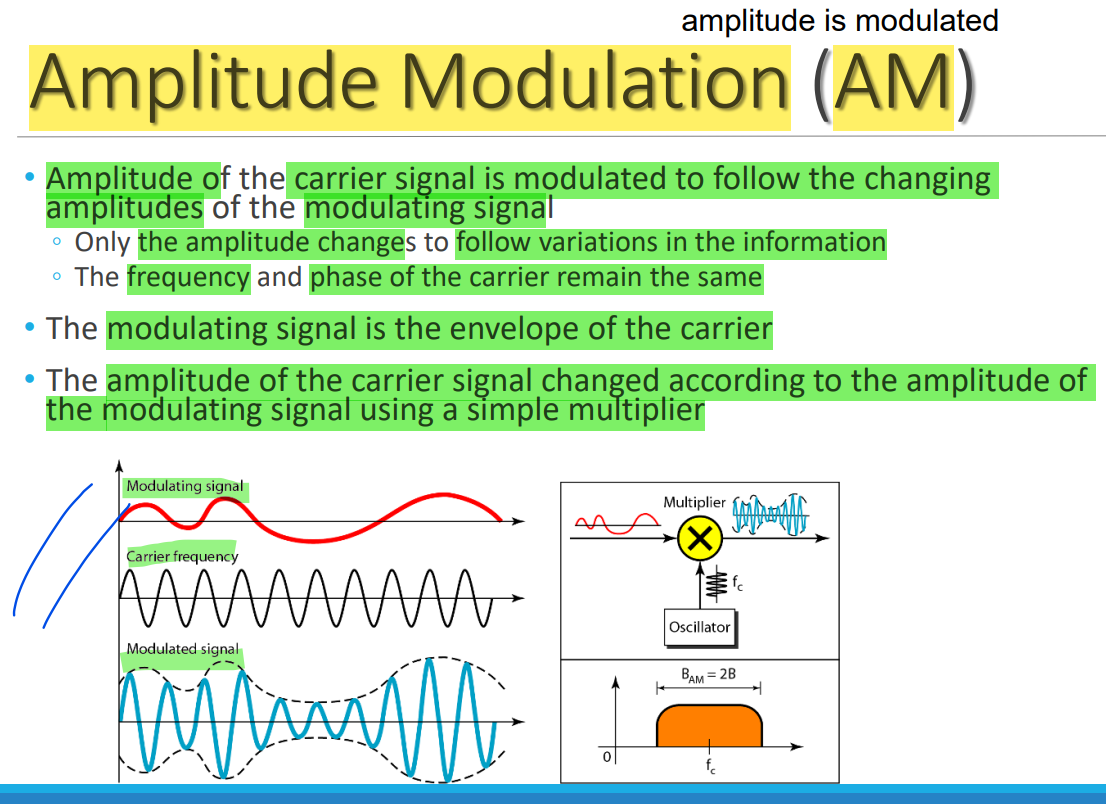 amplitude is modulated
Amplitude Modulation (AM)
• Amplitude of the carrier signal is modulated to follow the changing
amplitudes of the modulating signal
◦ Only the amplitude changes to follow variations in the information
◦ The frequency and phase of the carrier remain the same
• The modulating signal is the envelope of the carrier
• The amplitude of the carrier signal changed according to the amplitude of
the modulating signal using a simple multiplier
Modulating signal
Carrier frequency
Modulated signal
Multiplier
fc
Oscillator
BAM = 2B
0
fc